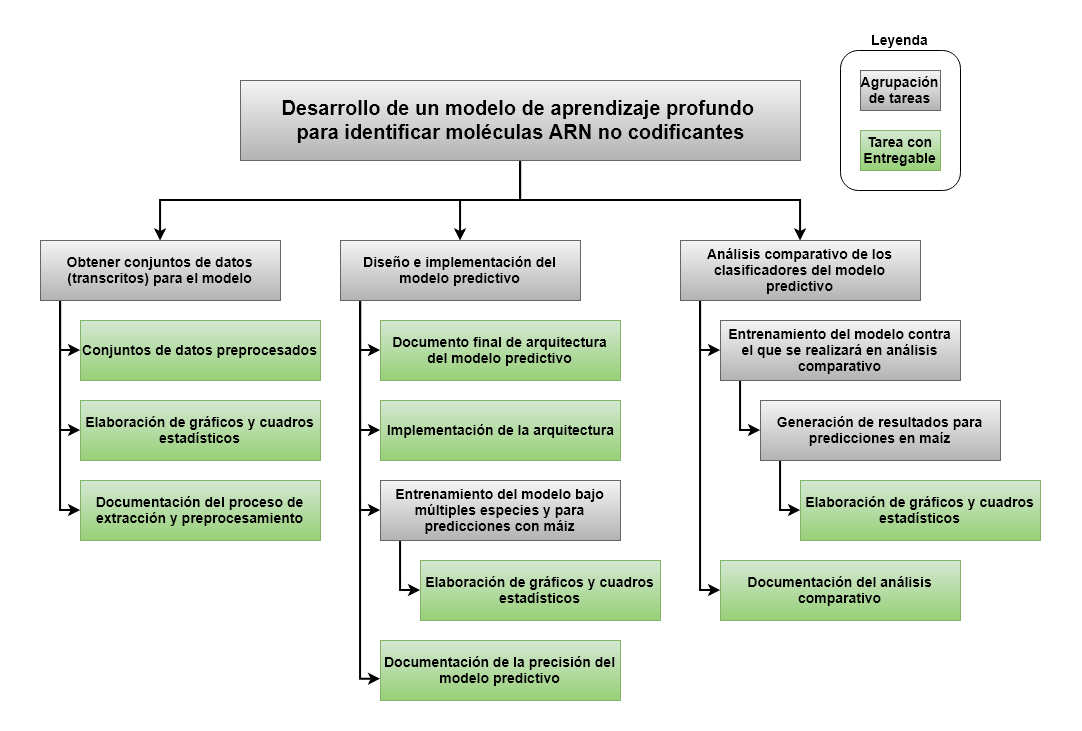 Leyenda
Agrupación
de tareas
Tarea con
Entregable
Desarrollo de un modelo de aprendizaje profundo
para identificar moléculas ARN no codificantes
Obtener conjuntos de datos
(transcritos) para el modelo
Conjuntos de datos preprocesados
Elaboración de gráficos y cuadros
estadísticos
Documentación del proceso de
extracción y preprocesamiento
Diseño e implementación del
modelo predictivo
Documento final de arquitectura
del modelo predictivo
Implementación de la arquitectura
Entrenamiento del modelo bajo
múltiples especies y para
predicciones con máiz
Elaboración de gráficos y cuadros
estadísticos
Documentación de la precisión del
modelo predictivo
Análisis comparativo de los
clasificadores del modelo
predictivo
Entrenamiento del modelo contra
el que se realizará en análisis
comparativo
Generación de resultados para
predicciones en maíz
Elaboración de gráficos y cuadros
estadísticos
Documentación del análisis
comparativo